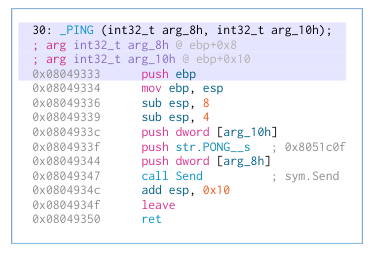 30: _PING (int32_t arg_8h, int32_t arg_10h);
; arg int32_t arg_8h @ ebp+0x8
; arg int32_t arg_10h @ ebp+0x10
0x08049333 push ebp
0x08049334 mov ebp, esp
0x08049336 sub esp, 8
0x08049339 sub esp, 4
0x0804933c push dword [arg_10h]
0x0804933f push str.PONG__s ; 0x8051c0f
0x08049344 push dword [arg_8h]
0x08049347 call Send ; sym.Send
0x0804934c add esp, 0x10
0x0804934f leave
0x08049350 ret